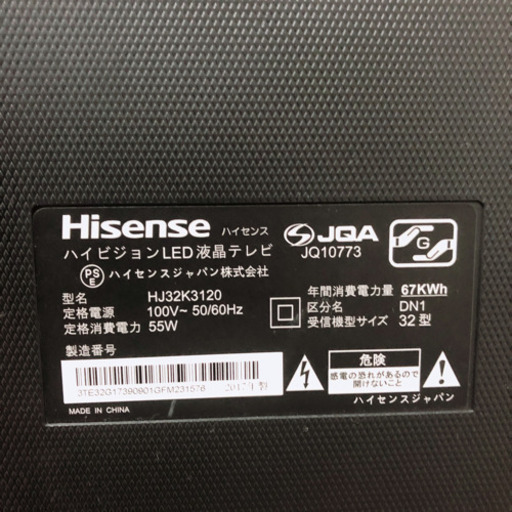 Hisense ハイセンス
JQA
JQ10773
G
ハイビジョンLED液晶テレビ
PS
E
ハイセンスジャパン株式会社
型名 HJ32K3120
定格電源 100V~ 50/60Hz
定格消費電力 55W
年間消費電力量 67KWh
区分名 DN1
受信機型サイズ 32型
製造番号
3TE32G17390901GFM231576 2017年製
MADE IN CHINA
危険
感電の恐れがあるので
開けないこと
ハイセンスジャパン